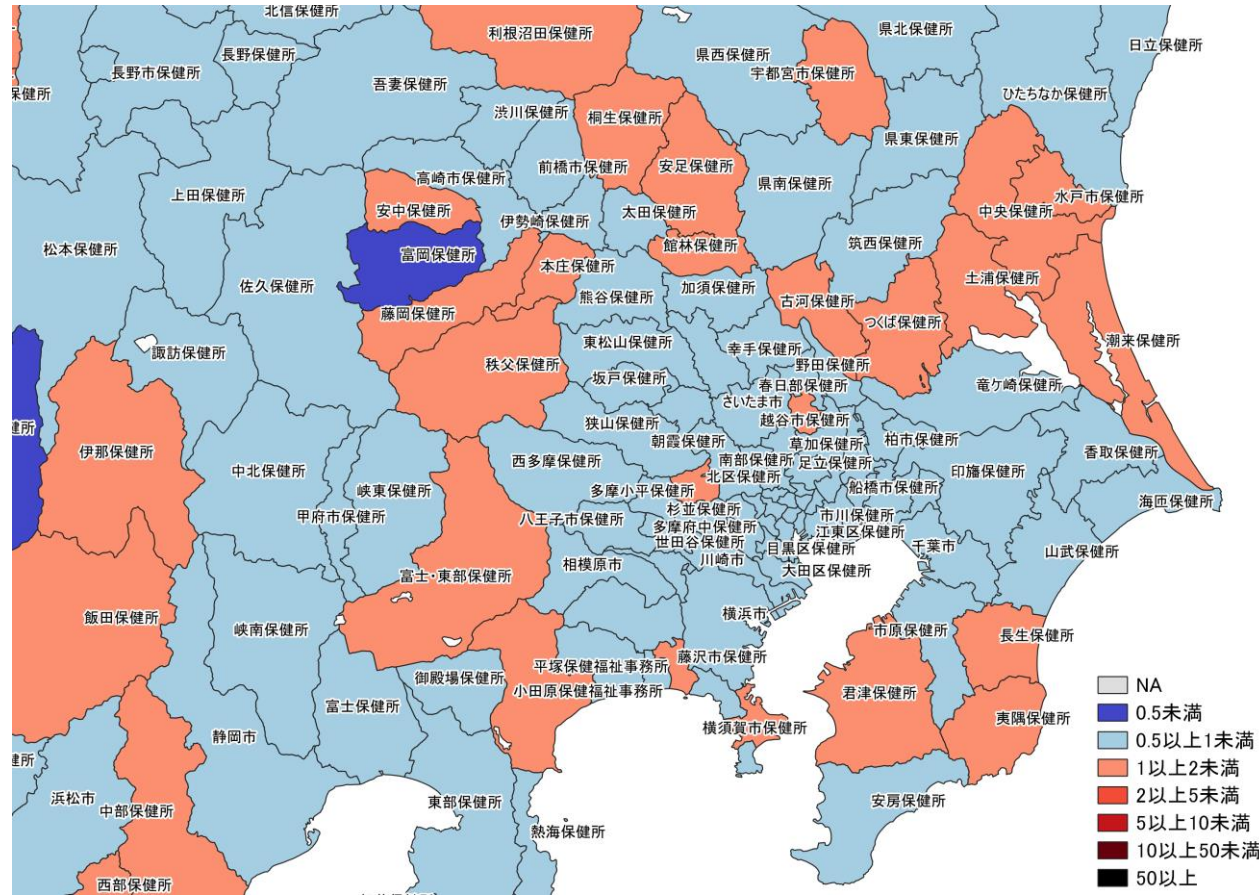 北信保健所
利根沼田保健所
県北保健所
日立保健所
長野保健所
県西保健所
長野市保健所
吾妻保健所
宇都宮市保健所
保健所
ひたちなか保健所
渋川保健所
桐生保健所
県東保健所
前橋市保健所
安足保健所
高崎市保健所
県南保健所
上田保健所
水戸市保健所
安中保健所
伊勢崎保健所
太田保健所
中央保健所
松本保健所
富岡保健所
館林保健所
筑西保健所
本庄保健所
土浦保健所
佐久保健所
熊谷保健所
加須保健所
古河保健所
藤岡保健所
つくば保健所
潮来保健所
東松山保健所
幸手保健所
諏訪保健所
秩父保健所
野田保健所
坂戸保健所
春日部保健所
竜ケ崎保健所
さいたま市
越谷市保健所
健所
狭山保健所
朝霞保健所
草加保健所
柏市保健所
伊那保健所
香取保健所
西多摩保健所
南部保健所
足立保健所
中北保健所
峡東保健所
北区保健所
印旛保健所
多摩小平保健所
船橋市保健所
海匝保健所
杉並保健所
甲府市保健所
八王子市保健所
多摩府中保健所
市川保健所
江東区保健所
世田谷保健所
目黒区保健所
千葉市
山武保健所
相模原市
川崎市
大田区保健所
富士・東部保健所
飯田保健所
横浜市
峡南保健所
市原保健所
長生保健所
藤沢市保健所
平塚保健福祉事務所
御殿場保健所
小田原保健福祉事務所
君津保健所
富士保健所
夷隅保健所
横須賀市保健所
静岡市
健所
浜松市
東部保健所
安房保健所
中部保健所
熱海保健所
西部保健所
NA
0.5未満
0.5以上1未満
1以上2未満
2以上5未満
5以上10未満
10以上50未満
50以上